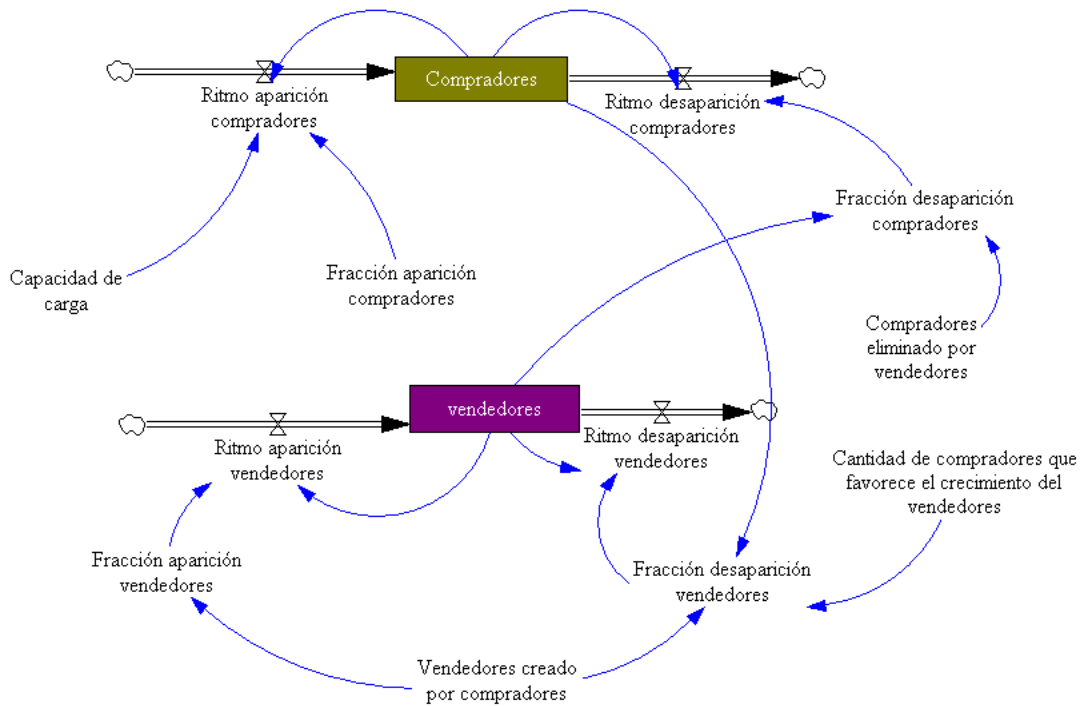 Compradores
Ritmo aparición
compradores
Ritmo desaparición
compradores
Fracción desaparición
compradores
Capacidad de
carga
Fracción aparición
compradores
Compradores
eliminado por
vendedores
vendedores
Ritmo aparición
vendedores
Ritmo desaparición
vendedores
Cantidad de compradores que
favorece el crecimiento del
vendedores
Fracción aparición
vendedores
Fracción desaparición
vendedores
Vendedores creado
por compradores